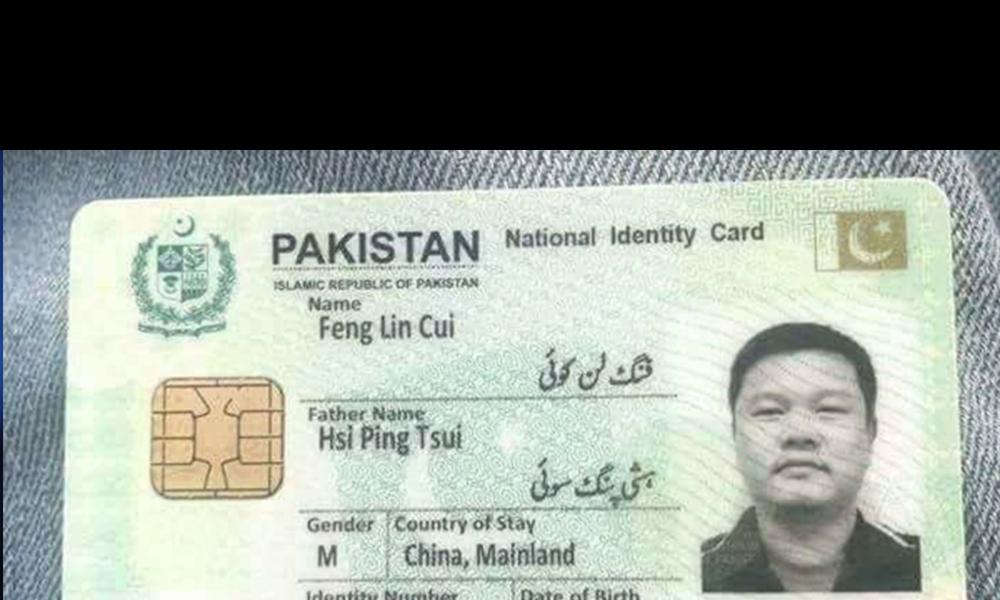 PAKISTAN National Identity Card
ISLAMIC REPUBLIC OF PAKISTAN
Name
Feng Lin Cui
فنگ لن کوئی
Father Name
Hsi Ping Tsui
ہشی پنگ سوئی
Gender Country of Stay
M China, Mainland
Identity Number Date of Birth